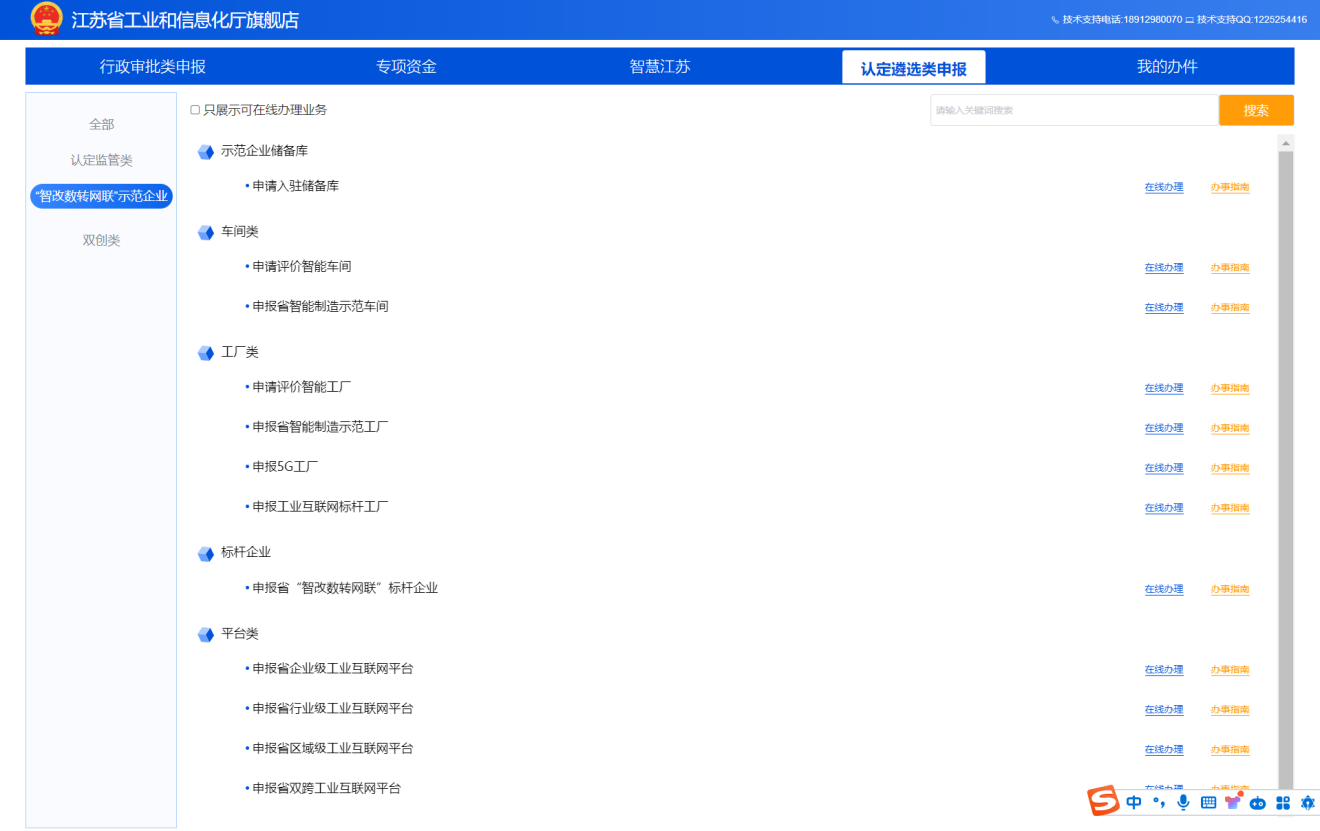 江苏省工业和信息化厅旗舰店
技术支持电话:18912980070 技术支持QQ:1225254416
行政审批类申报 专项资金 智慧江苏 认定遴选类申报 我的办件
全部
认定监管类
“智改数转网联”示范企业
双创类
只展示可在线办理业务 请输入关键词搜索 搜索
示范企业储备库
申请入驻储备库 在线办理 办事指南
车间类
申请评价智能车间 在线办理 办事指南
申报省智能制造示范车间 在线办理 办事指南
工厂类
申请评价智能工厂 在线办理 办事指南
申报省智能制造示范工厂 在线办理 办事指南
申报5G工厂 在线办理 办事指南
申报工业互联网标杆工厂 在线办理 办事指南
标杆企业
申报省“智改数转网联”标杆企业 在线办理 办事指南
平台类
申报省企业级工业互联网平台 在线办理 办事指南
申报省行业级工业互联网平台 在线办理 办事指南
申报省区域级工业互联网平台 在线办理 办事指南
申报省双跨工业互联网平台 在线办理 办事指南
S 中